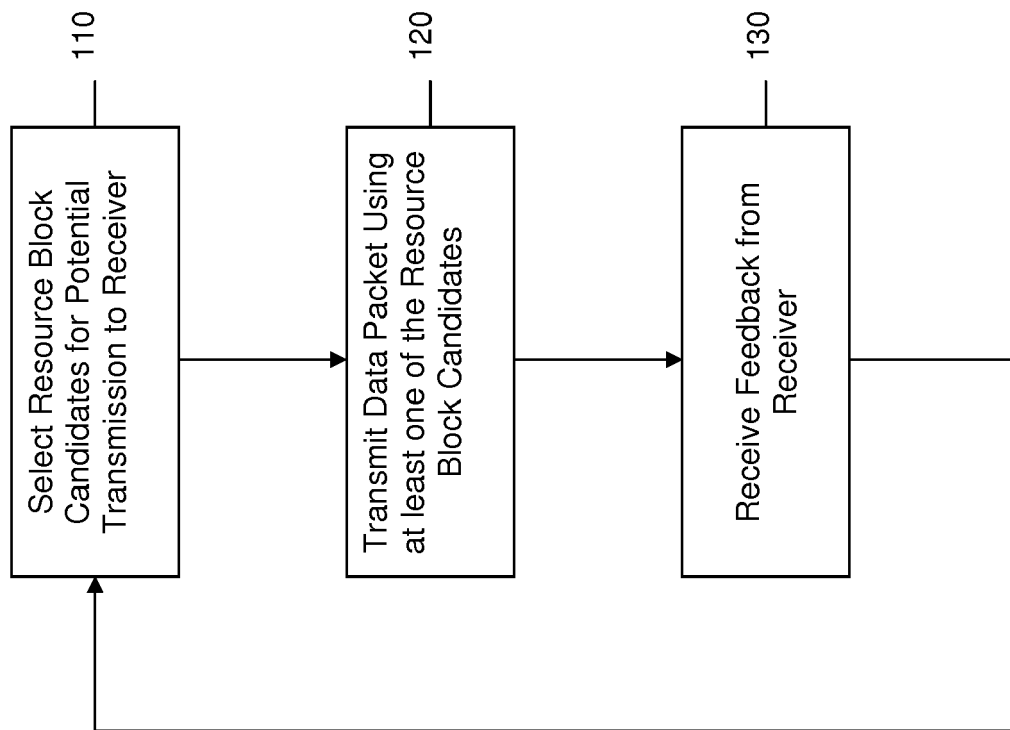 Select Resource Block
Candidates for Potential
Transmission to Receiver
110
Transmit Data Packet Using
at least one of the Resource
Block Candidates
120
Receive Feedback from
Receiver
130